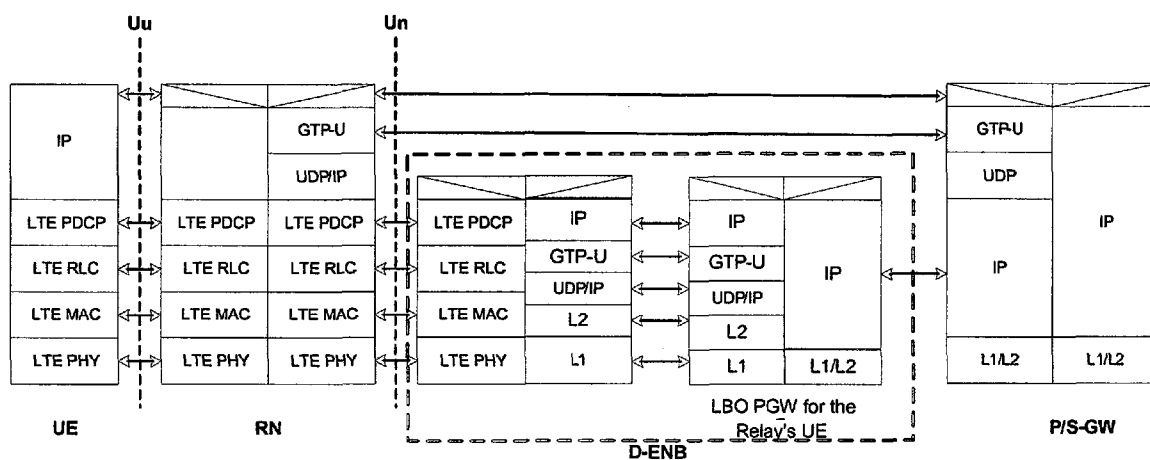 Uu
Un
IP
GTP-U
UDP/IP
GTP-U
UDP
IP
IP
LTE PDCP
LTE PDCP
LTE PDCP
LTE PDCP
IP
IP
GTP-U
GTP-U
UDP/IP
UDP/IP
L2
L2
IP
LTE RLC
LTE RLC
LTE RLC
LTE RLC
LTE MAC
LTE MAC
LTE MAC
LTE MAC
LTE PHY
LTE PHY
LTE PHY
LTE PHY
L1
L1
L1/L2
L1/L2
L1/L2
LBO PGW for the
Relay's UE
UE
RN
D-ENB
P/S-GW